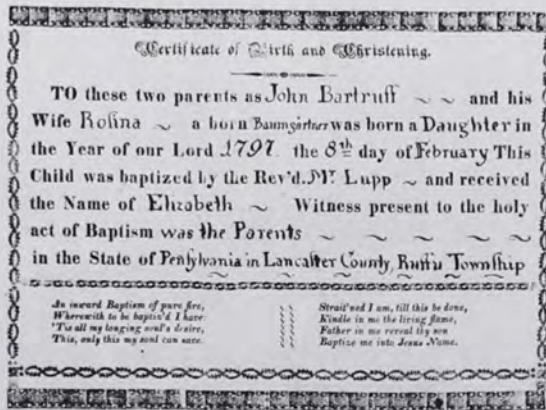 Certificate of Birth and Christening.
TO these two parents as John Bartruff ~ ~ and his
Wife Rosina ~ a born Baumgärtner was born a Daughter in
the Year of our Lord 1797. the 8th day of February This
Child was baptized by the Rev'd. Mr Lupp ~ and received
the Name of Elizabeth ~ Witness present to the holy
act of Baptism was the Parents ~ ~ ~ ~ ~
in the State of Pensylvania in Lancaster County, Township
An inward Baptism of pure fire,
Wherewith to be baptiz'd I have:
'Tis all my longing soul's desire,
This, only this my soul can save.
Strait'ned I am, till this be done,
Kindle in me the living flame,
Father in me reveal thy son
Baptize me into Jesus Name.